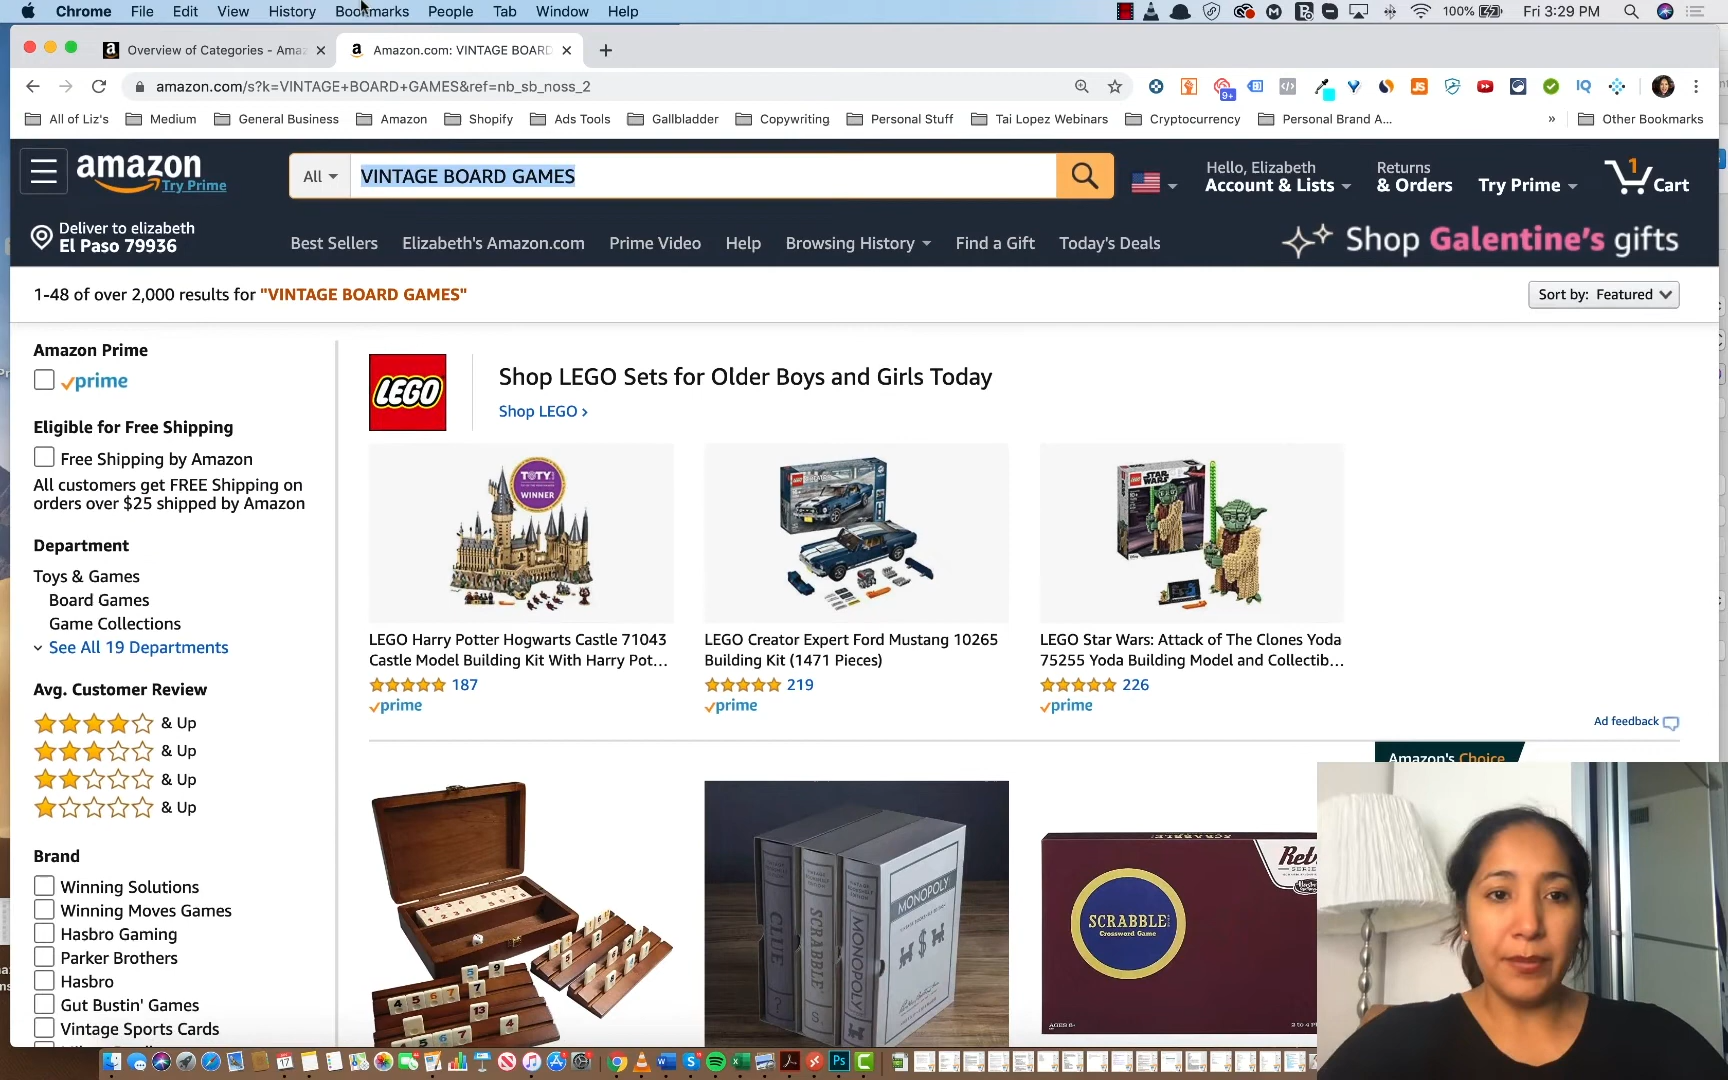 Chrome File Edit View History Bookmarks People Tab Window Help
100% Fri 3:29 PM
Overview of Categories - Amaz
Amazon.com: VINTAGE BOARD
amazon.com/s?k=VINTAGE+BOARD+GAMES&ref=nb_sb_noss_2
All of Liz's Medium General Business Amazon Shopify Ads Tools Gallbladder Copywriting Personal Stuff Tai Lopez Webinars Cryptocurrency Personal Brand A... » Other Bookmarks
amazon
Try Prime
All
VINTAGE BOARD GAMES
Hello, Elizabeth
Account & Lists
Returns
& Orders
Try Prime
1
Cart
Deliver to elizabeth
El Paso 79936
Best Sellers Elizabeth's Amazon.com Prime Video Help Browsing History Find a Gift Today's Deals
Shop Galentine's gifts
1-48 of over 2,000 results for "VINTAGE BOARD GAMES"
Sort by: Featured
Amazon Prime
prime
Eligible for Free Shipping
Free Shipping by Amazon
All customers get FREE Shipping on
orders over $25 shipped by Amazon
Department
Toys & Games
Board Games
Game Collections
See All 19 Departments
Avg. Customer Review
& Up
& Up
& Up
& Up
Brand
Winning Solutions
Winning Moves Games
Hasbro Gaming
Parker Brothers
Hasbro
Gut Bustin' Games
Vintage Sports Cards
LEGO
Shop LEGO Sets for Older Boys and Girls Today
Shop LEGO ›
TOTY
WINNER
STAR WARS
LEGO Harry Potter Hogwarts Castle 71043
Castle Model Building Kit With Harry Pot...
187
prime
LEGO Creator Expert Ford Mustang 10265
Building Kit (1471 Pieces)
219
prime
LEGO Star Wars: Attack of The Clones Yoda
75255 Yoda Building Model and Collectib...
226
prime
Ad feedback
Amazon's Choice
CLUE
SCRABBLE
MONOPOLY
MONOPOLY
SCRABBLE
Crossword Game